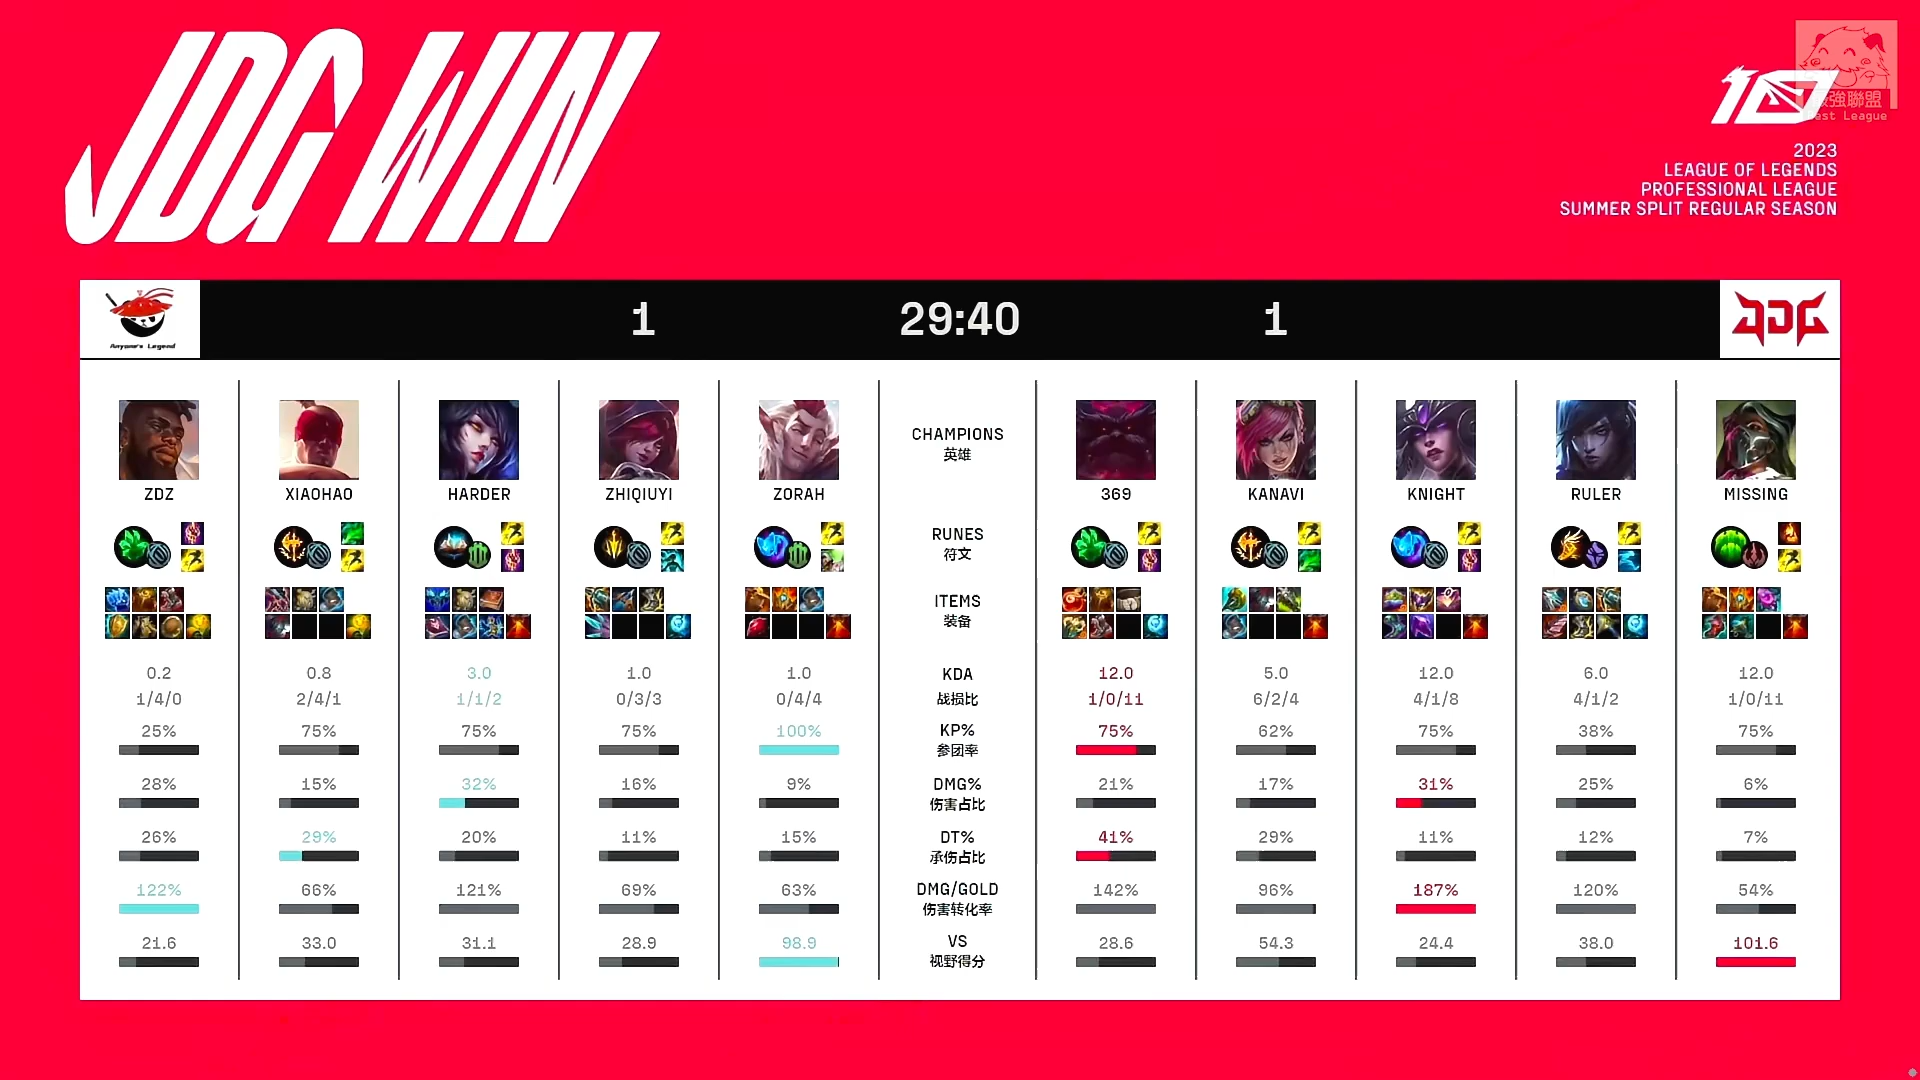 JDG WIN
最強聯盟
Best League
2023
LEAGUE OF LEGENDS
PROFESSIONAL LEAGUE
SUMMER SPLIT REGULAR SEASON
Anyone's Legend
1
29:40
1
JDG
CHAMPIONS
英雄
ZDZ
XIAOHAO
HARDER
ZHIQIUYI
ZORAH
369
KANAVI
KNIGHT
RULER
MISSING
RUNES
符文
ITEMS
装备
0.2 0.8 3.0 1.0 1.0 KDA 12.0 5.0 12.0 6.0 12.0
1/4/0 2/4/1 1/1/2 0/3/3 0/4/4 战损比 1/0/11 6/2/4 4/1/8 4/1/2 1/0/11
25% 75% 75% 75% 100% KP% 75% 62% 75% 38% 75%
参团率
28% 15% 32% 16% 9% DMG% 21% 17% 31% 25% 6%
伤害占比
26% 29% 20% 11% 15% DT% 41% 29% 11% 12% 7%
承伤占比
122% 66% 121% 69% 63% DMG/GOLD 142% 96% 187% 120% 54%
伤害转化率
21.6 33.0 31.1 28.9 98.9 VS 28.6 54.3 24.4 38.0 101.6
视野得分